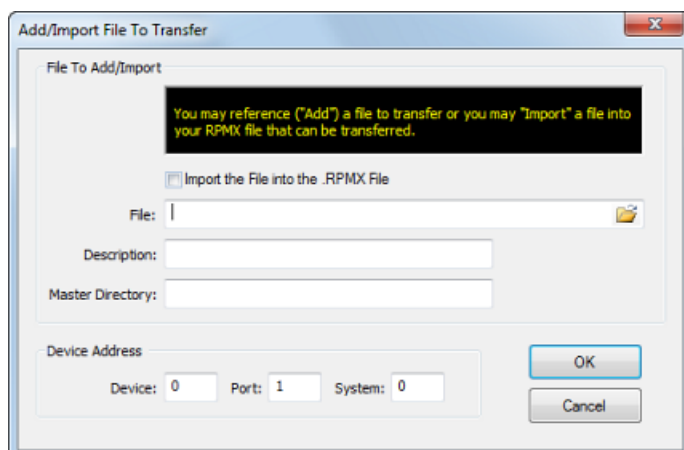 Add/Import File To Transfer
File To Add/Import
You may reference ("Add") a file to transfer or you may "Import" a file into
your RPMX file that can be transferred.
Import the File into the .RPMX File
File:
Description:
Master Directory:
Device Address
Device: 0 Port: 1 System: 0
OK
Cancel